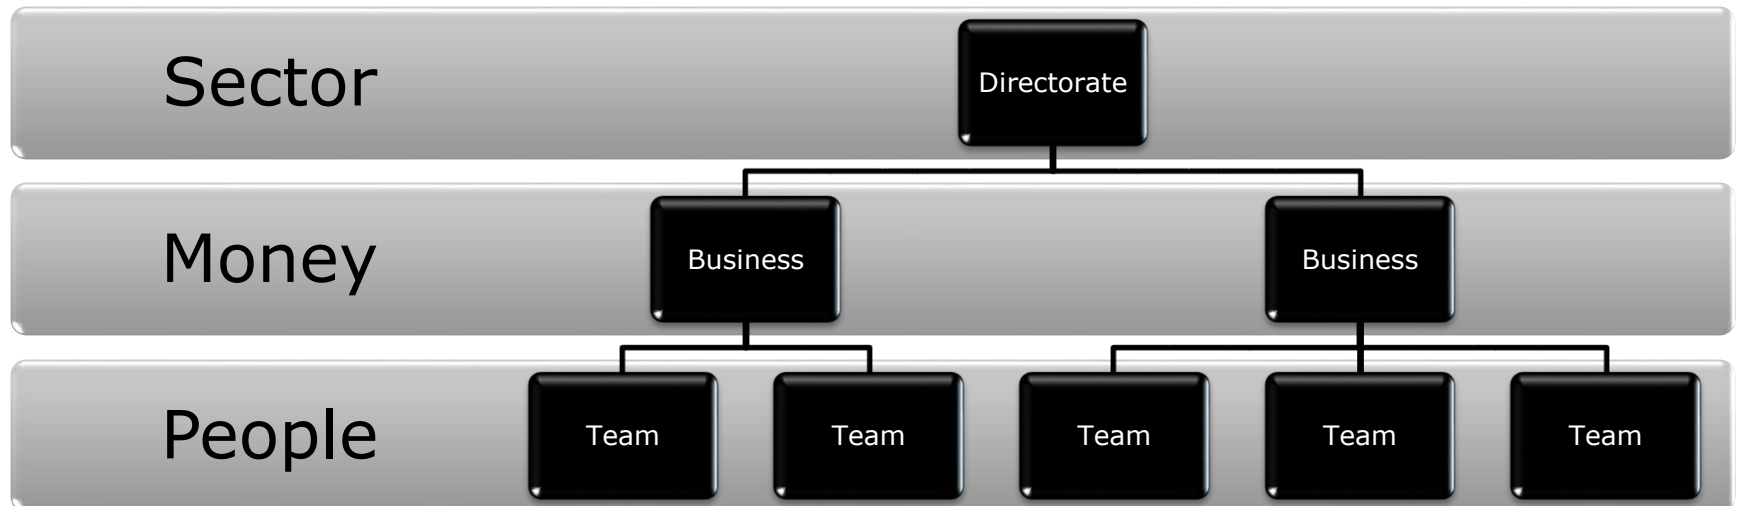 Sector
Directorate
Money
Business
Business
People
Team
Team
Team
Team
Team